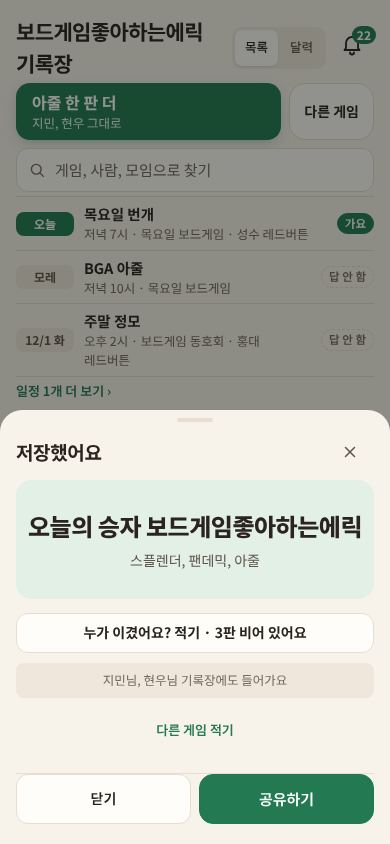 보드게임좋아하는에릭
기록장
목록
달력
22
아줄 한 판 더
지민, 현우 그대로
다른 게임
게임, 사람, 모임으로 찾기
오늘
목요일 번개
저녁 7시 · 목요일 보드게임 · 성수 레드버튼
가요
모레
BGA 아줄
저녁 10시 · 목요일 보드게임
답 안 함
12/1 화
주말 정모
오후 2시 · 보드게임 동호회 · 홍대
레드버튼
답 안 함
일정 1개 더 보기 ›
저장했어요
오늘의 승자 보드게임좋아하는에릭
스플렌더, 팬데믹, 아줄
누가 이겼어요? 적기 · 3판 비어 있어요
지민님, 현우님 기록장에도 들어가요
다른 게임 적기
닫기
공유하기